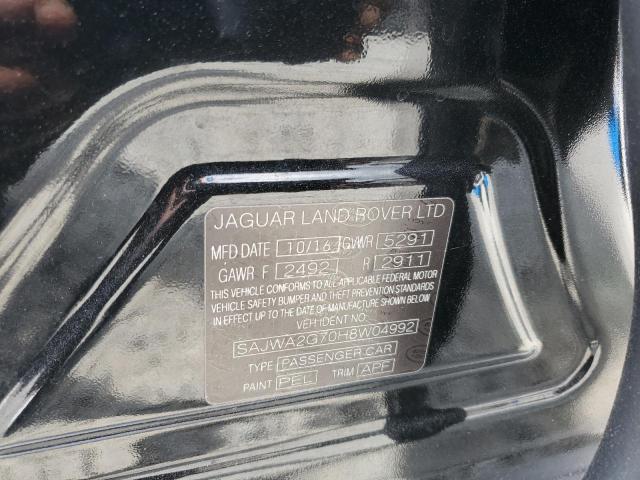 JAGUAR LAND ROVER LTD
MFD DATE 10/16 GVWR 5291
GAWR F 2492 R 2911
THIS VEHICLE CONFORMS TO ALL APPLICABLE FEDERAL MOTOR
VEHICLE SAFETY BUMPER AND THEFT PREVENTION STANDARDS
IN EFFECT UP TO THE DATE OF MANUFACTURE SHOWN BELOW
VEH IDENT NO.
SAJWA2G70H8W04992
TYPE PASSENGER CAR
PAINT PEL TRIM APF